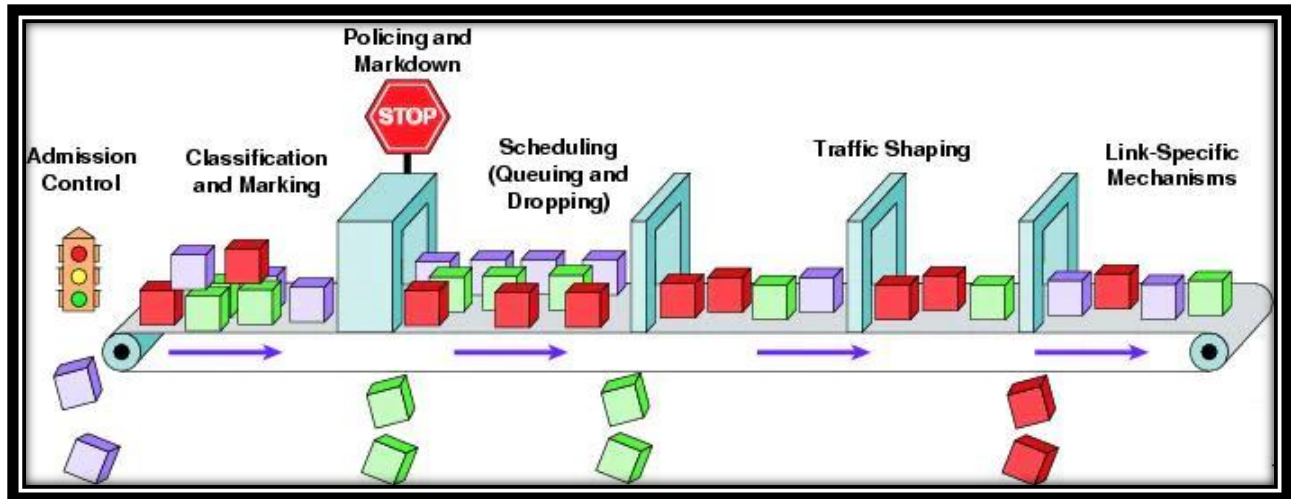 Policing and
Markdown
STOP
Admission
Control
Classification
and Marking
Scheduling
(Queuing and
Dropping)
Traffic Shaping
Link-Specific
Mechanisms